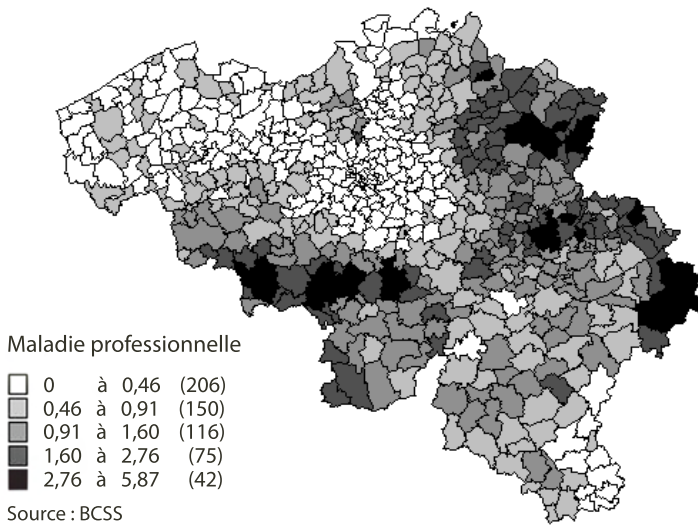 Maladie professionnelle
0 à 0,46 (206)
0,46 à 0,91 (150)
0,91 à 1,60 (116)
1,60 à 2,76 (75)
2,76 à 5,87 (42)
Source : BCSS